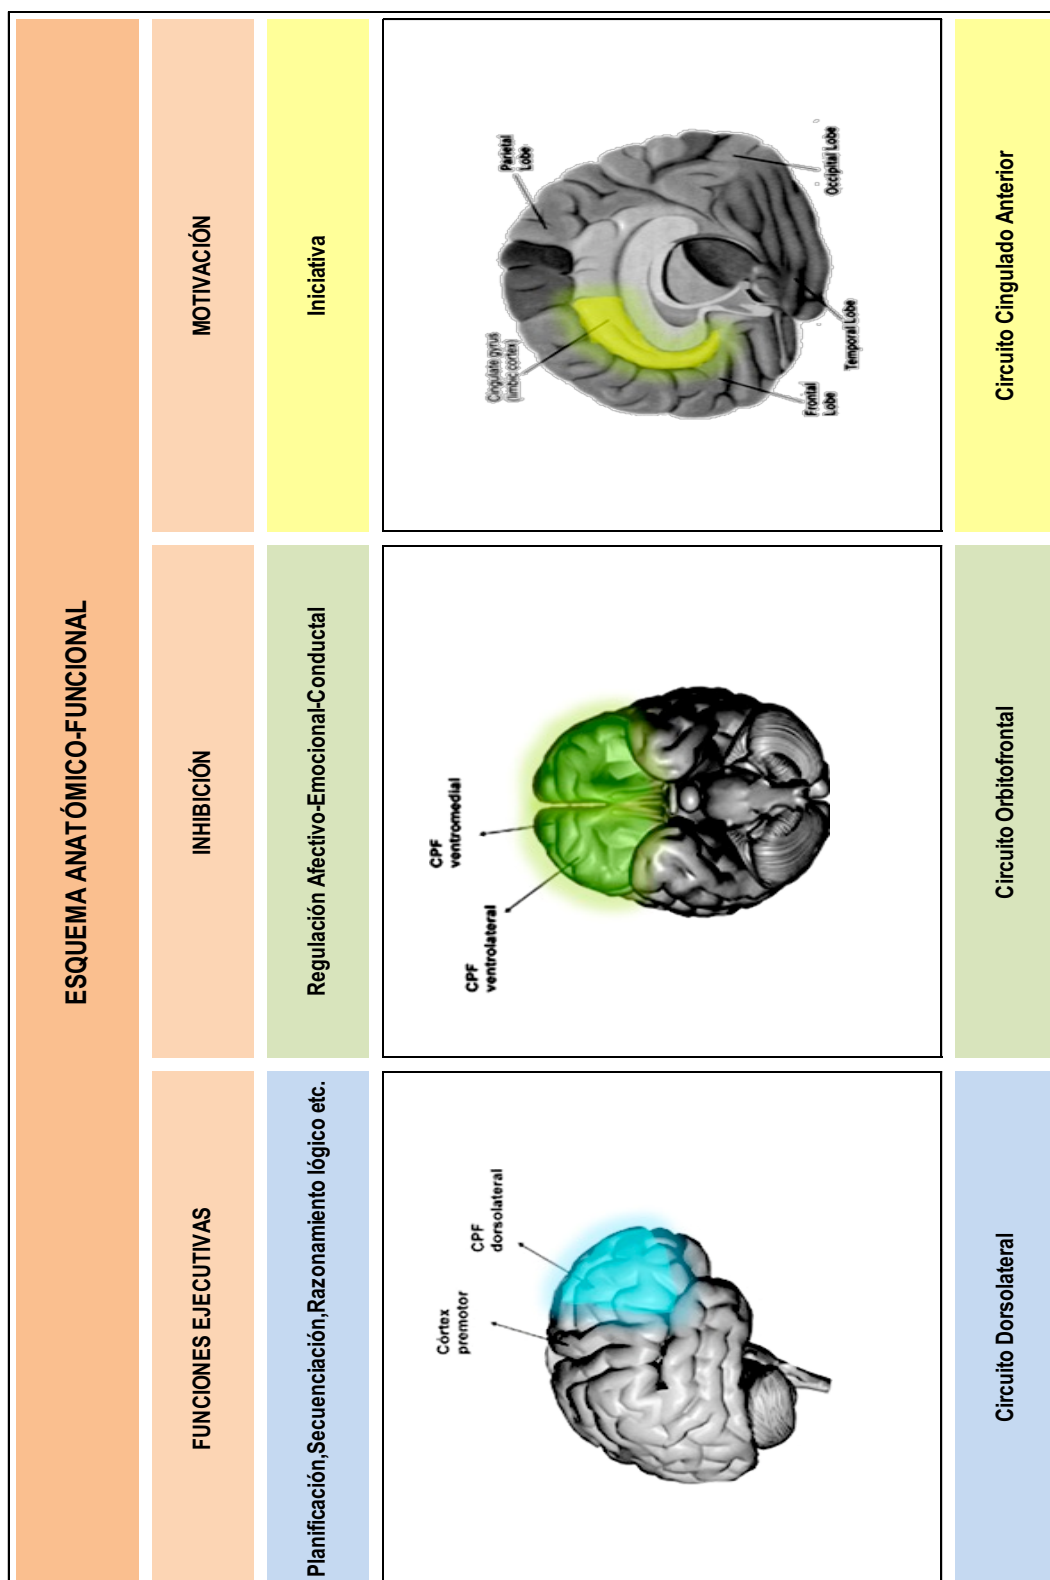 ESQUEMA ANATÓMICO-FUNCIONAL
FUNCIONES EJECUTIVAS
INHIBICIÓN
MOTIVACIÓN
Planificación,Secuenciación,Razonamiento lógico etc.
Regulación Afectivo-Emocional-Conductal
Iniciativa
Córtex
premotor
CPF
dorsolateral
CPF
ventrolateral
CPF
ventromedial
Cingulate gyrus
(limbic cortex)
Parietal
Lobe
Frontal
Lobe
Temporal Lobe
Occipital Lobe
Circuito Dorsolateral
Circuito Orbitofrontal
Circuito Cingulado Anterior